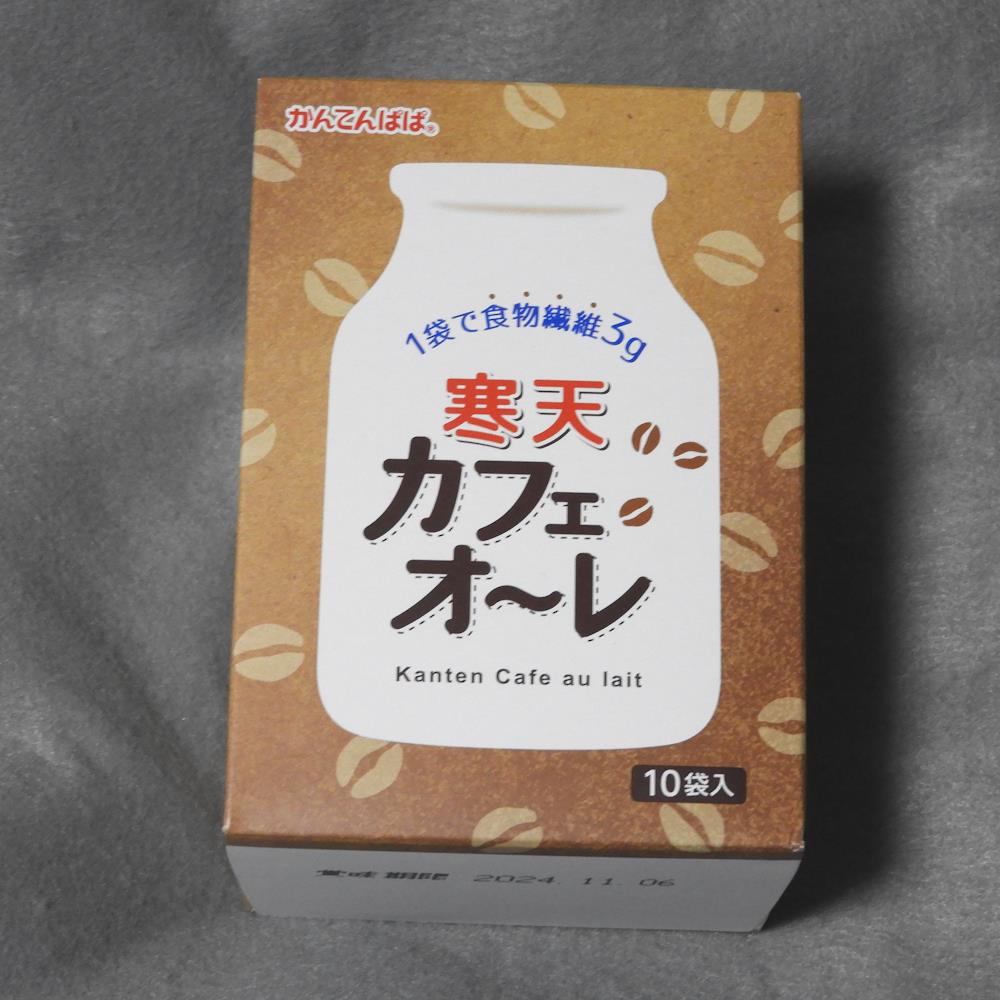 かんてんぱぱ®
1袋で食物繊維3g
寒天
カフェ
オ〜レ
Kanten Cafe au lait
10袋入
賞味期限 2024. 11. 06